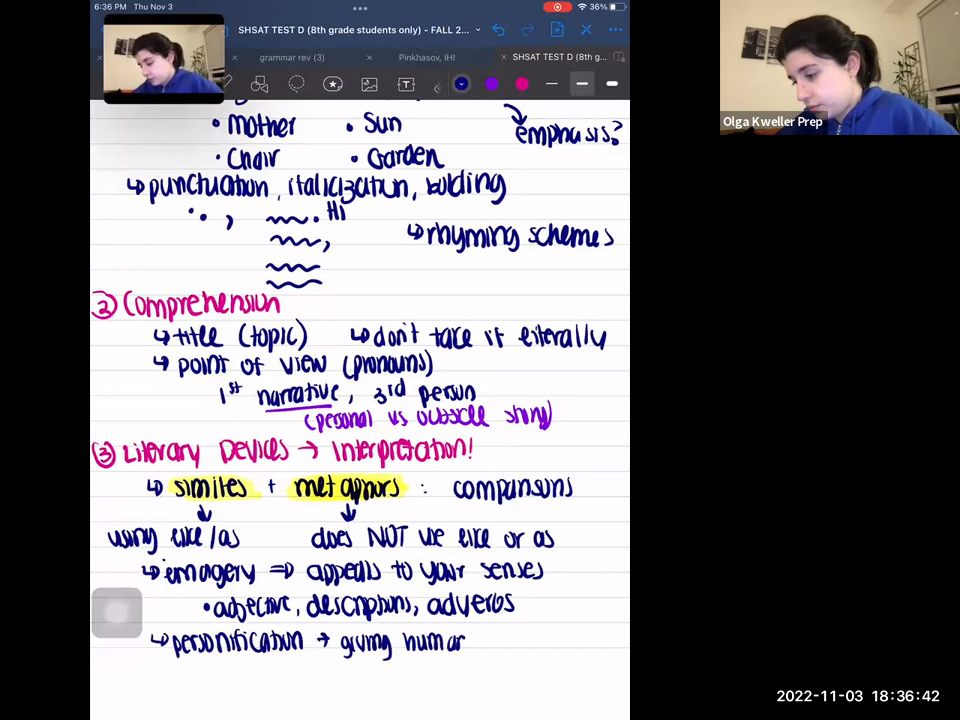 6:36 PM Thu Nov 3
36%
SHSAT TEST D (8th grade students only) – FALL 2...
grammar rev (3)
Pinkhasov, IHI
SHSAT TEST D (8th g...
Olga Kweller Prep
• Mother • Sun
emphasis?
• Chair • Garden
↳ punctuation, italicization, bolding
Hi
↳ rhyming schemes
② Comprehension
↳ title (topic) ↳ don't take it literally
↳ point of view (pronouns)
1st narrative, 3rd person
(personal vs outside story)
③ Literary Devices → Interpretation!
↳ similes + metaphors : comparisons
using like/as does NOT use like or as
↳ imagery ⇒ appeals to your senses
• adjective, descriptions, adverbs
↳ personification → giving human
2022-11-03 18:36:42